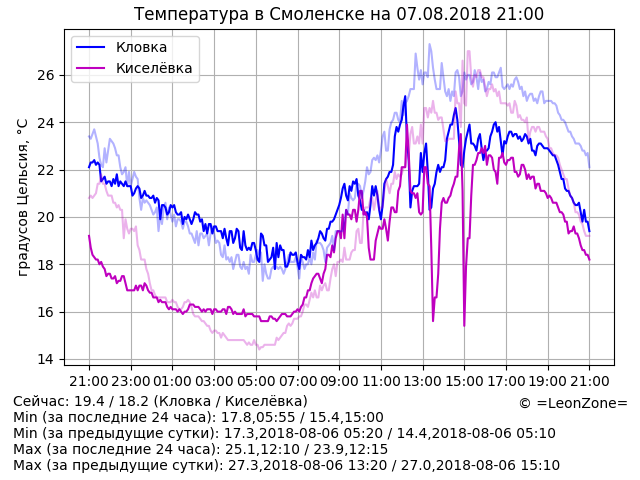 Температура в Смоленске на 07.08.2018 21:00
Кловка
Киселёвка
градусов Цельсия, °C
26
24
22
20
18
16
14
21:00 23:00 01:00 03:00 05:00 07:00 09:00 11:00 13:00 15:00 17:00 19:00 21:00
Сейчас: 19.4 / 18.2 (Кловка / Киселёвка)
© =LeonZone=
Min (за последние 24 часа): 17.8,05:55 / 15.4,15:00
Min (за предыдущие сутки): 17.3,2018-08-06 05:20 / 14.4,2018-08-06 05:10
Max (за последние 24 часа): 25.1,12:10 / 23.9,12:15
Max (за предыдущие сутки): 27.3,2018-08-06 13:20 / 27.0,2018-08-06 15:10